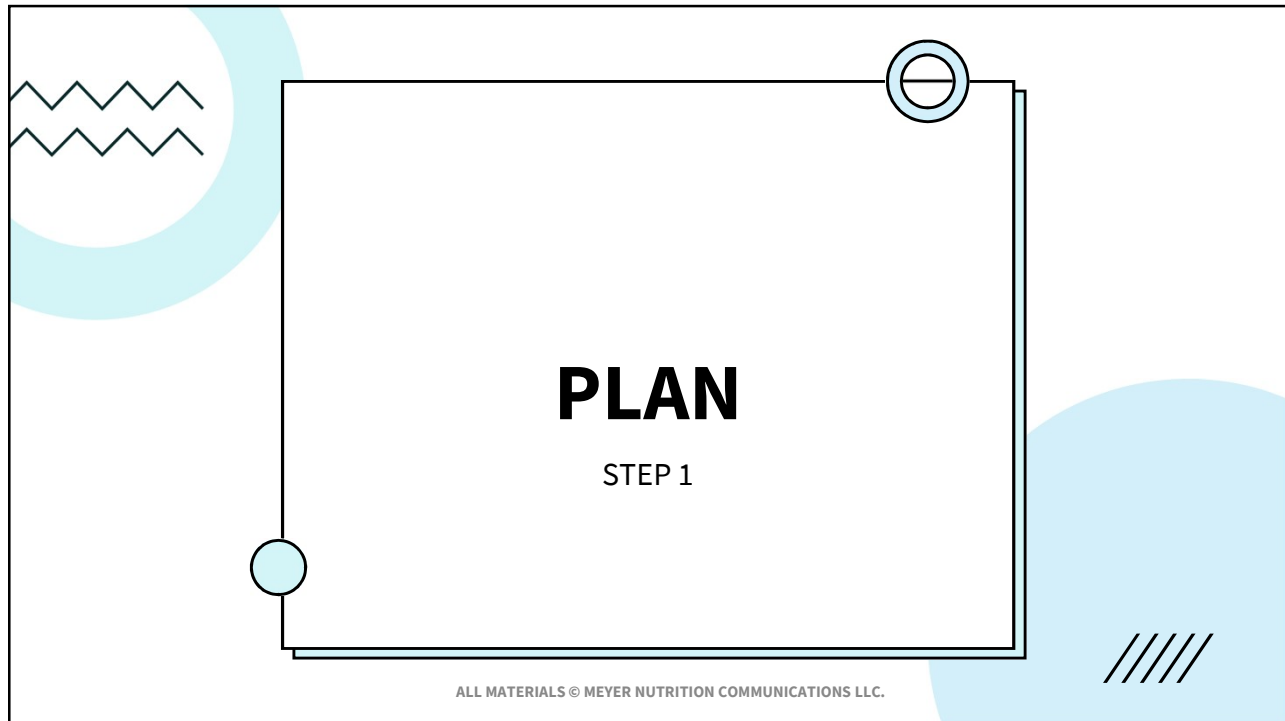 PLAN
STEP 1
ALL MATERIALS © MEYER NUTRITION COMMUNICATIONS LLC.